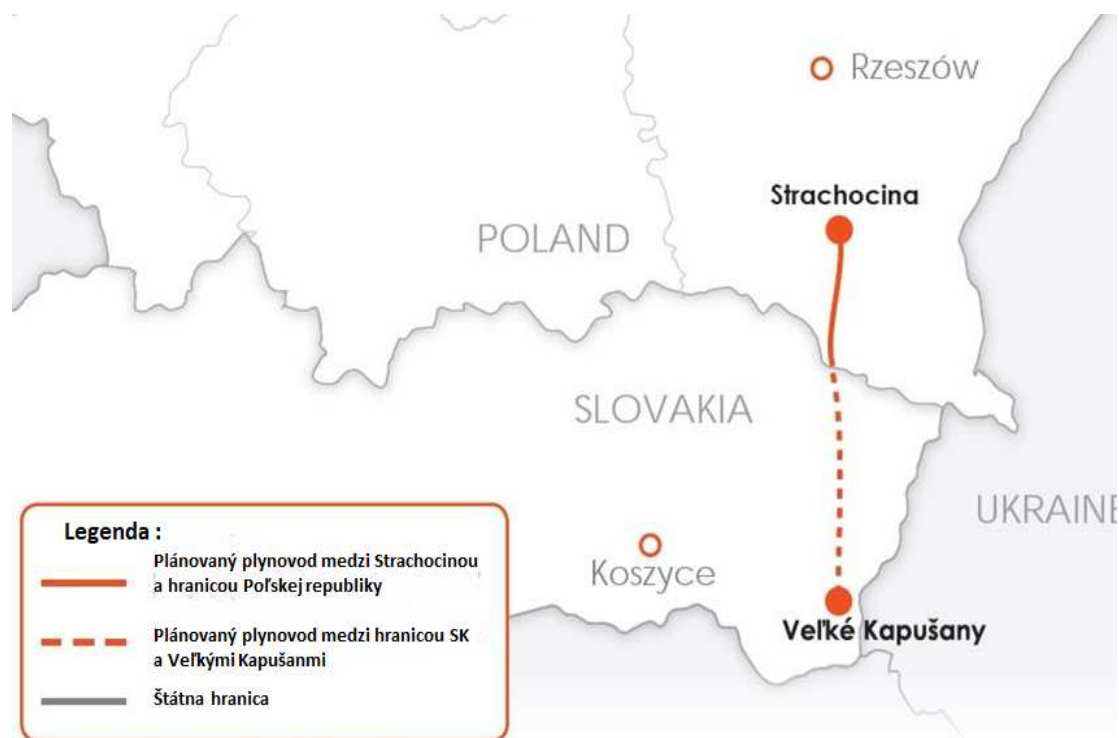 Rzeszów
Strachocina
POLAND
SLOVAKIA
UKRAINE
Koszyce
Veľké Kapušany
Legenda :
Plánovaný plynovod medzi Strachocinou
a hranicou Poľskej republiky
Plánovaný plynovod medzi hranicou SK
a Veľkými Kapušanmi
Štátna hranica